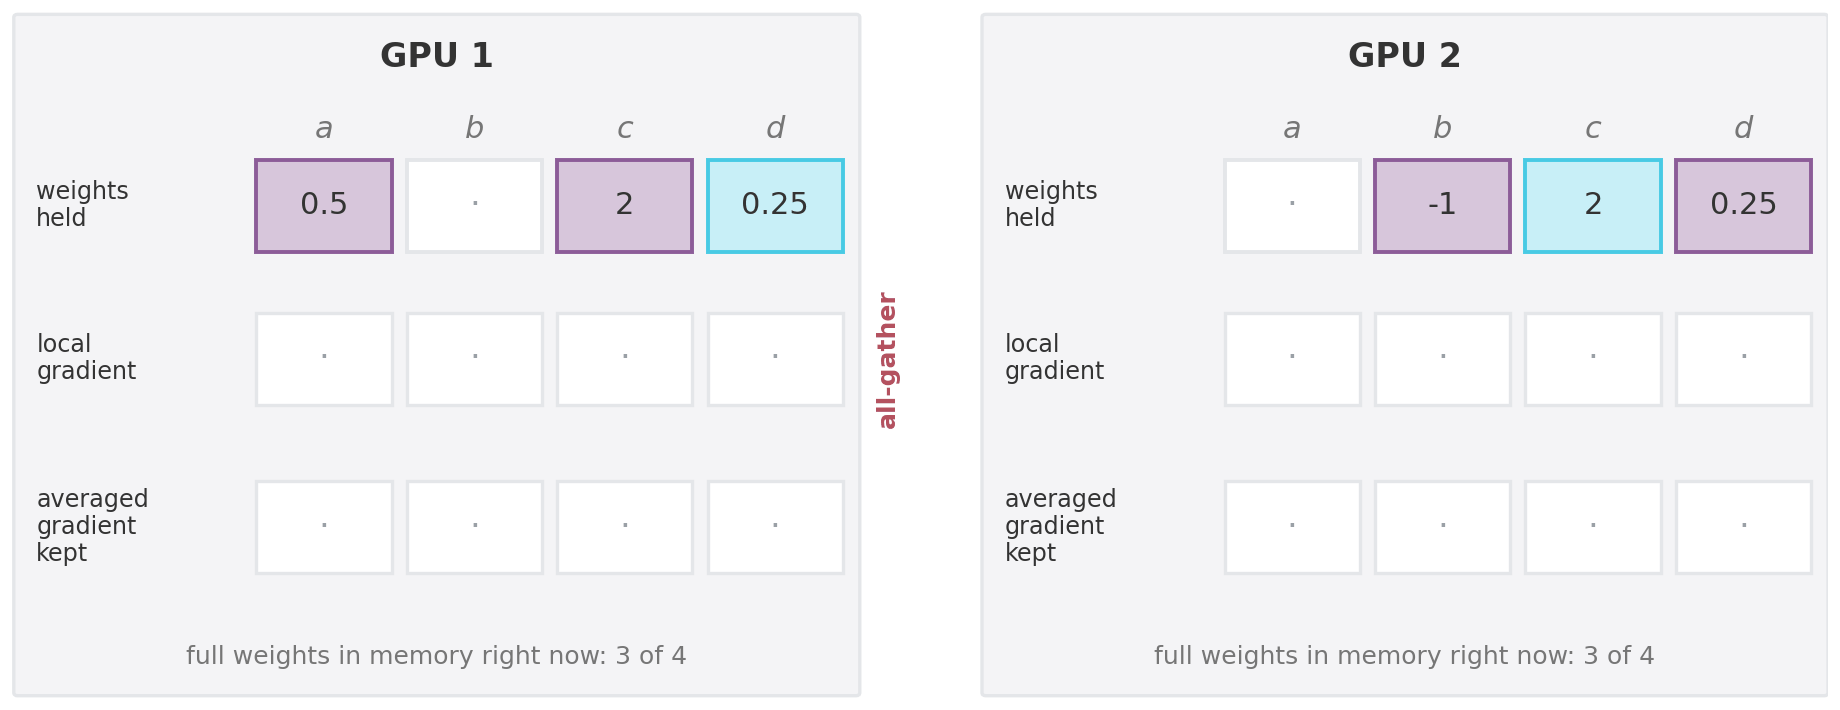 GPU 1
a b c d
weights
held
0.5 · 2 0.25
local
gradient
· · · ·
averaged
gradient
kept
· · · ·
full weights in memory right now: 3 of 4
all-gather
GPU 2
a b c d
weights
held
· -1 2 0.25
local
gradient
· · · ·
averaged
gradient
kept
· · · ·
full weights in memory right now: 3 of 4